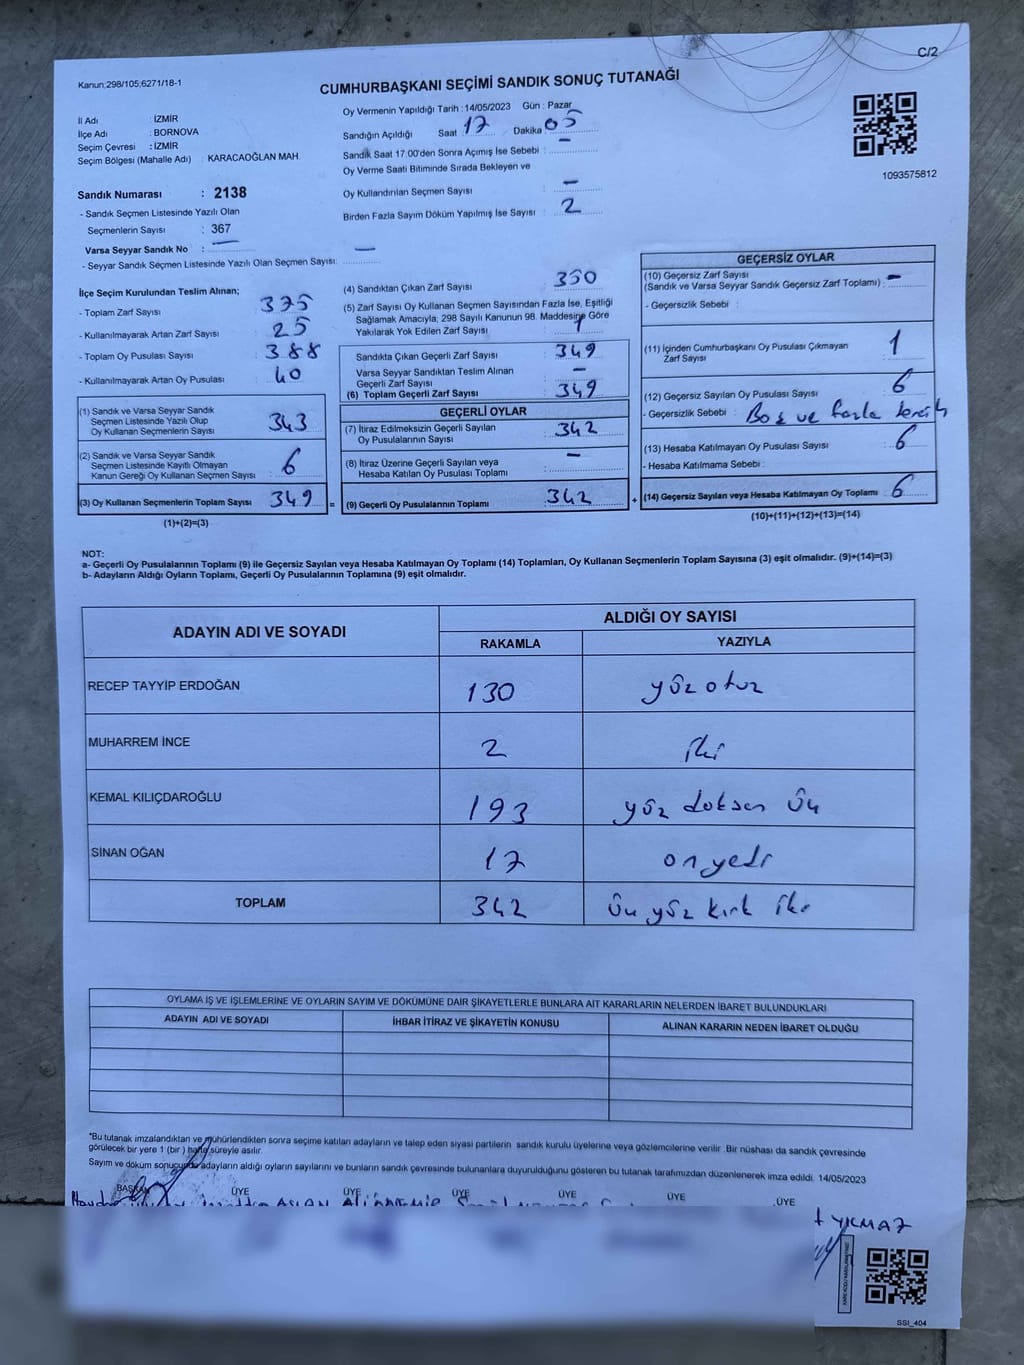 C/2
Kanun;298/105;6271/18-1
CUMHURBAŞKANI SEÇİMİ SANDIK SONUÇ TUTANAĞI
İl Adı : İZMİR
İlçe Adı : BORNOVA
Seçim Çevresi : İZMİR
Seçim Bölgesi (Mahalle Adı) : KARACAOĞLAN MAH
Sandık Numarası : 2138
- Sandık Seçmen Listesinde Yazılı Olan
Seçmenlerin Sayısı : 367
Varsa Seyyar Sandık No : —
- Seyyar Sandık Seçmen Listesinde Yazılı Olan Seçmen Sayısı: —
Oy Vermenin Yapıldığı Tarih : 14/05/2023 Gün : Pazar
Sandığın Açıldığı Saat : 17 Dakika : 05
Sandık Saat 17:00'den Sonra Açımış İse Sebebi : —
Oy Verme Saati Bitiminde Sırada Bekleyen ve
Oy Kullandırılan Seçmen Sayısı : —
Birden Fazla Sayım Döküm Yapılmış İse Sayısı : 2
1093575812
İlçe Seçim Kurulundan Teslim Alınan;
- Toplam Zarf Sayısı : 375
- Kullanılmayarak Artan Zarf Sayısı : 25
- Toplam Oy Pusulası Sayısı : 388
- Kullanılmayarak Artan Oy Pusulası : 40
(1) Sandık ve Varsa Seyyar Sandık
Seçmen Listesinde Yazılı Olup
Oy Kullanan Seçmenlerin Sayısı : 343
(2) Sandık ve Varsa Seyyar Sandık
Seçmen Listesinde Kayıtlı Olmayan
Kanun Gereği Oy Kullanan Seçmen Sayısı : 6
(3) Oy Kullanan Seçmenlerin Toplam Sayısı : 349 =
(1)+(2)=(3)
(4) Sandıktan Çıkan Zarf Sayısı : 350
(5) Zarf Sayısı Oy Kullanan Seçmen Sayısından Fazla İse, Eşitliği
Sağlamak Amacıyla; 298 Sayılı Kanunun 98. Maddesine Göre
Yakılarak Yok Edilen Zarf Sayısı : 1
Sandıkta Çıkan Geçerli Zarf Sayısı : 349
Varsa Seyyar Sandıktan Teslim Alınan
Geçerli Zarf Sayısı : —
(6) Toplam Geçerli Zarf Sayısı : 349
GEÇERLİ OYLAR
(7) İtiraz Edilmeksizin Geçerli Sayılan
Oy Pusulalarının Sayısı : 342
(8) İtiraz Üzerine Geçerli Sayılan veya
Hesaba Katılan Oy Pusulası Toplamı : —
(9) Geçerli Oy Pusulalarının Toplamı : 342 +
GEÇERSİZ OYLAR
(10) Geçersiz Zarf Sayısı
(Sandık ve Varsa Seyyar Sandık Geçersiz Zarf Toplamı) : —
- Geçersizlik Sebebi :
(11) İçinden Cumhurbaşkanı Oy Pusulası Çıkmayan
Zarf Sayısı : 1
(12) Geçersiz Sayılan Oy Pusulası Sayısı : 6
- Geçersizlik Sebebi : Boş ve fazla tercih
(13) Hesaba Katılmayan Oy Pusulası Sayısı : 6
- Hesaba Katılmama Sebebi :
(14) Geçersiz Sayılan veya Hesaba Katılmayan Oy Toplamı : 6
(10)+(11)+(12)+(13)=(14)
NOT:
a- Geçerli Oy Pusulalarının Toplamı (9) ile Geçersiz Sayılan veya Hesaba Katılmayan Oy Toplamı (14) Toplamları, Oy Kullanan Seçmenlerin Toplam Sayısına (3) eşit olmalıdır. (9)+(14)=(3)
b- Adayların Aldığı Oyların Toplamı, Geçerli Oy Pusulalarının Toplamına (9) eşit olmalıdır.
ADAYIN ADI VE SOYADI ALDIĞI OY SAYISI
RAKAMLA YAZIYLA
RECEP TAYYİP ERDOĞAN 130 yüz otuz
MUHARREM İNCE 2 iki
KEMAL KILIÇDAROĞLU 193 yüz doksan üç
SİNAN OĞAN 17 onyedi
TOPLAM 342 üç yüz kırk iki
OYLAMA İŞ VE İŞLEMLERİNE VE OYLARIN SAYIM VE DÖKÜMÜNE DAİR ŞİKAYETLERLE BUNLARA AİT KARARLARIN NELERDEN İBARET BULUNDUKLARI
ADAYIN ADI VE SOYADI İHBAR İTİRAZ VE ŞİKAYETİN KONUSU ALINAN KARARIN NEDEN İBARET OLDUĞU
*Bu tutanak imzalandıktan ve mühürlendikten sonra seçime katılan adayların ve talep eden siyasi partilerin sandık kurulu üyelerine veya gözlemcilerine verilir. Bir nüshası da sandık çevresinde
görülecek bir yere 1 (bir) hafta süreyle asılır.
Sayım ve döküm sonucunda adayların aldığı oyların sayılarını ve bunların sandık çevresinde bulunanlara duyurulduğunu gösteren bu tutanak tarafımızdan düzenlenerek imza edildi. 14/05/2023
BAŞKAN ÜYE ÜYE ÜYE ÜYE ÜYE ÜYE
YILMAZ
SSI_404